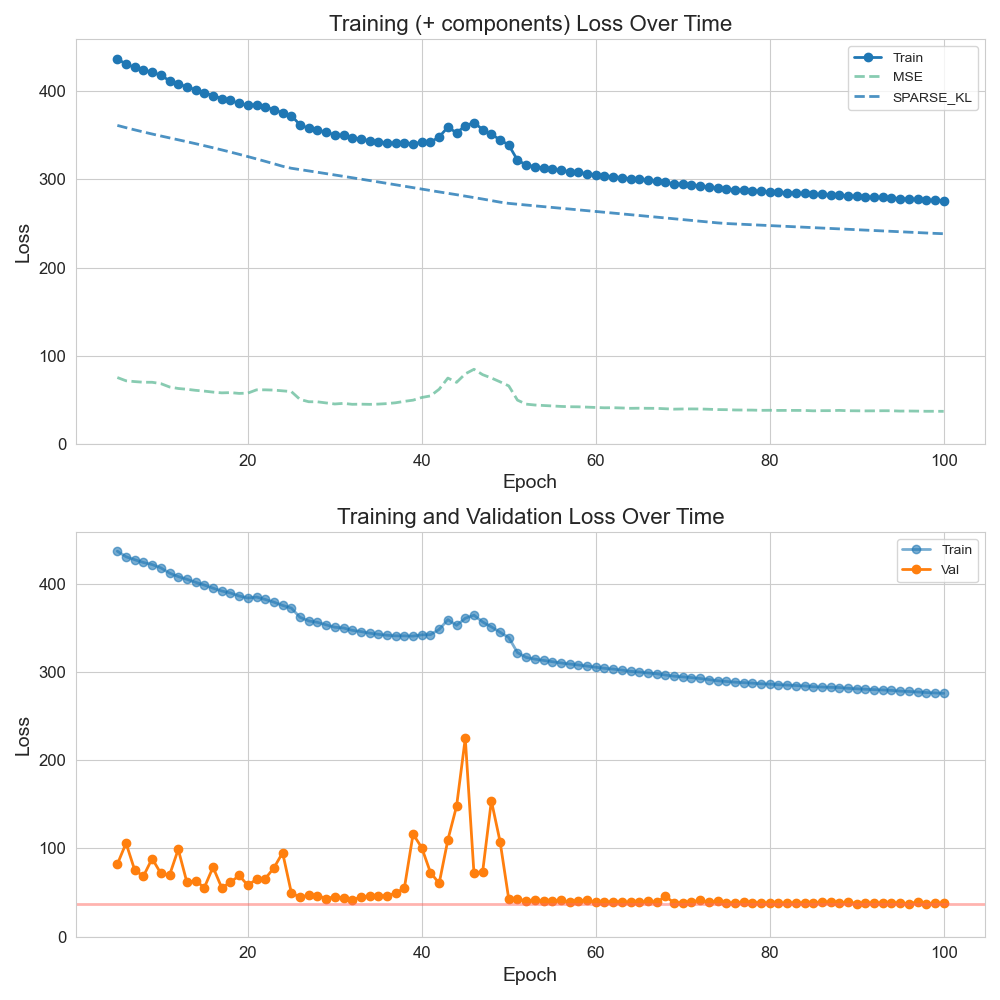 Training (+ components) Loss Over Time
Train
MSE
SPARSE_KL
Loss
400
300
200
100
0
20 40 60 80 100
Epoch
Training and Validation Loss Over Time
Train
Val
Loss
400
300
200
100
0
20 40 60 80 100
Epoch